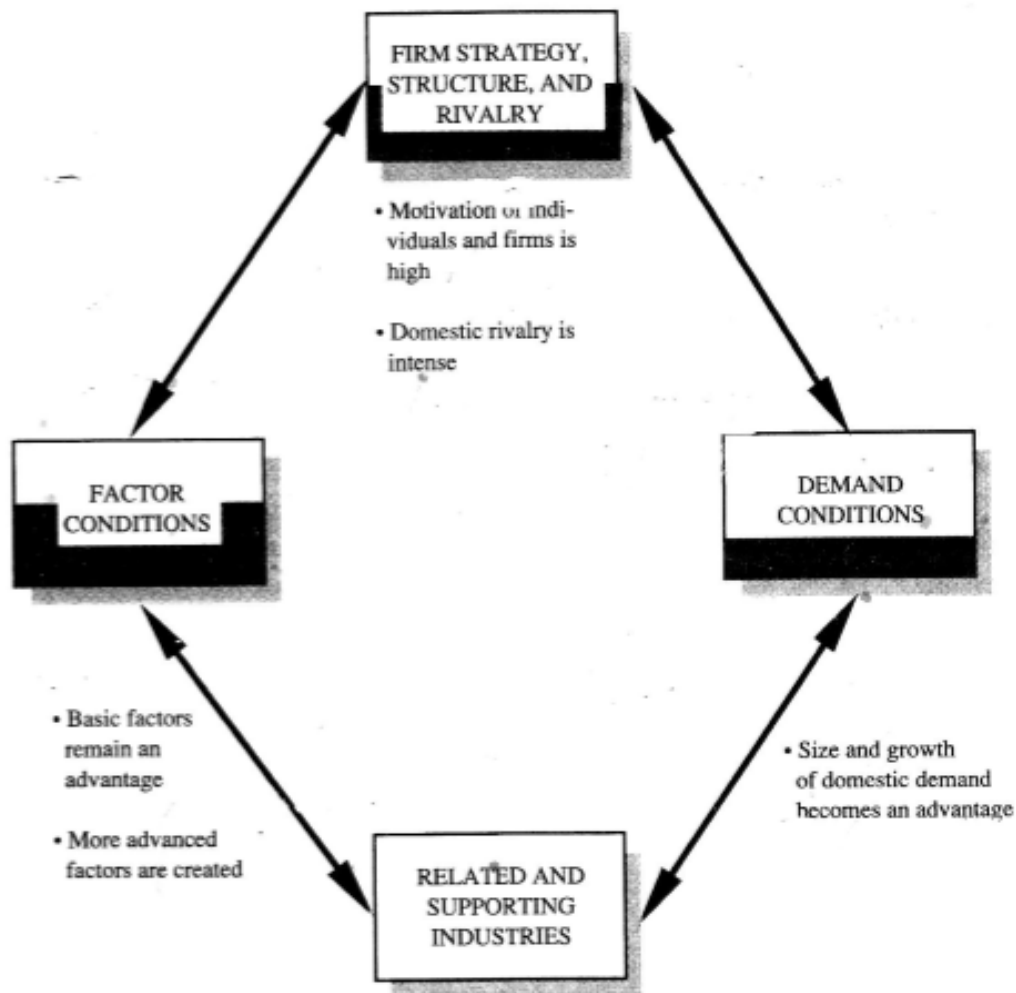 FIRM STRATEGY,
STRUCTURE, AND
RIVALRY
• Motivation of indi-
viduals and firms is
high
• Domestic rivalry is
intense
FACTOR
CONDITIONS
DEMAND
CONDITIONS
• Basic factors
remain an
advantage
• More advanced
factors are created
• Size and growth
of domestic demand
becomes an advantage
RELATED AND
SUPPORTING
INDUSTRIES